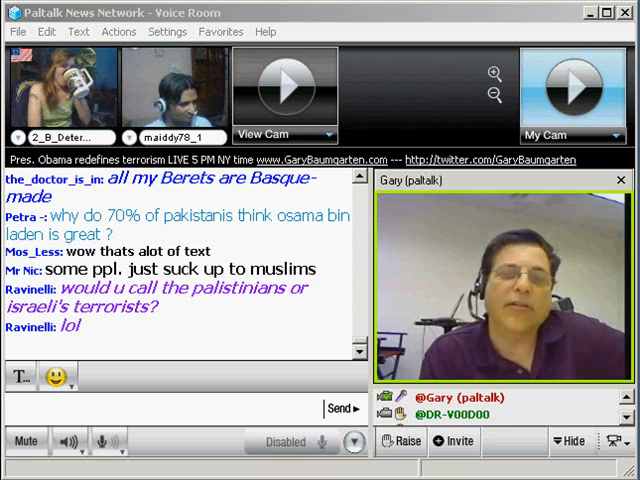 Paltalk News Network - Voice Room
File Edit Text Actions Settings Favorites Help
2_B_Deter...
maiddy78_1
View Cam
My Cam
Pres. Obama redefines terrorism LIVE 5 PM NY time www.GaryBaumgarten.com --- http://twitter.com/GaryBaumgarten
the_doctor_is_in: all my Berets are Basque-
made
Petra -: why do 70% of pakistanis think osama bin
laden is great ?
Mos_Less: wow thats alot of text
Mr Nic: some ppl. just suck up to muslims
Ravinelli: would u call the palistinians or
israeli's terrorists?
Ravinelli: lol
Gary (paltalk)
@Gary (paltalk)
@DR-V00D00
T...
Send
Mute
Disabled
Raise
Invite
Hide